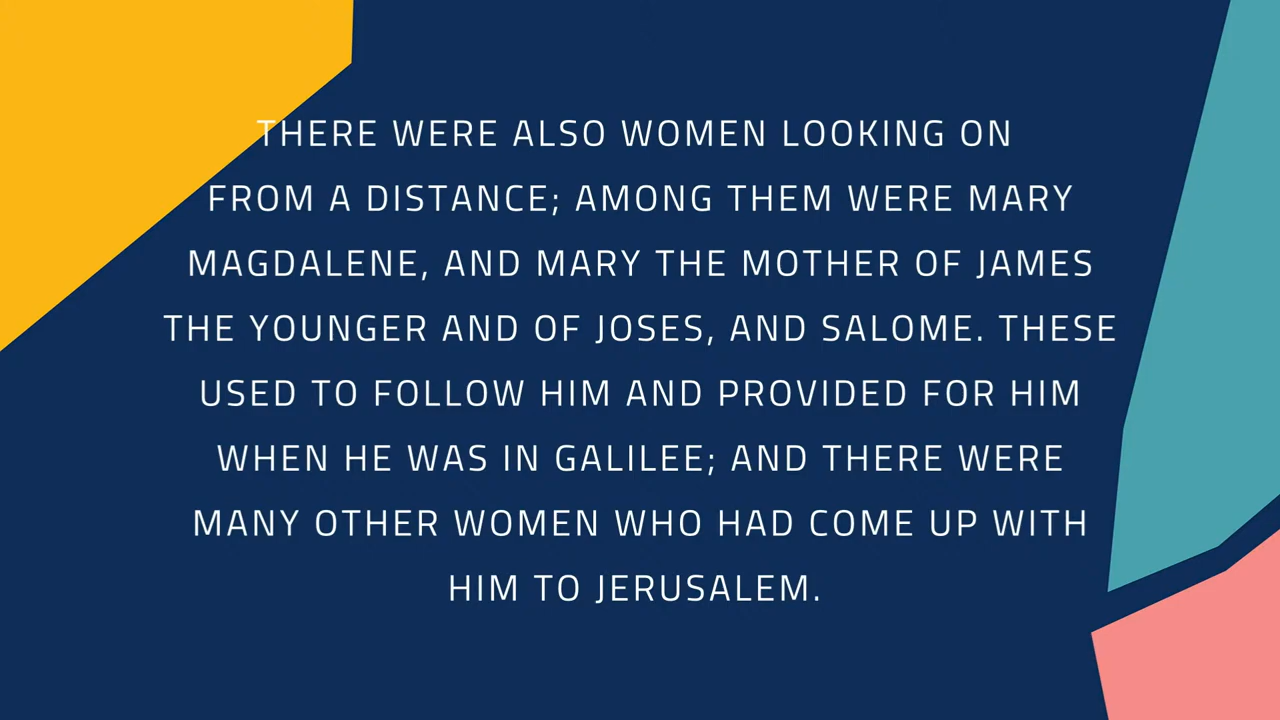 THERE WERE ALSO WOMEN LOOKING ON
FROM A DISTANCE; AMONG THEM WERE MARY
MAGDALENE, AND MARY THE MOTHER OF JAMES
THE YOUNGER AND OF JOSES, AND SALOME. THESE
USED TO FOLLOW HIM AND PROVIDED FOR HIM
WHEN HE WAS IN GALILEE; AND THERE WERE
MANY OTHER WOMEN WHO HAD COME UP WITH
HIM TO JERUSALEM.